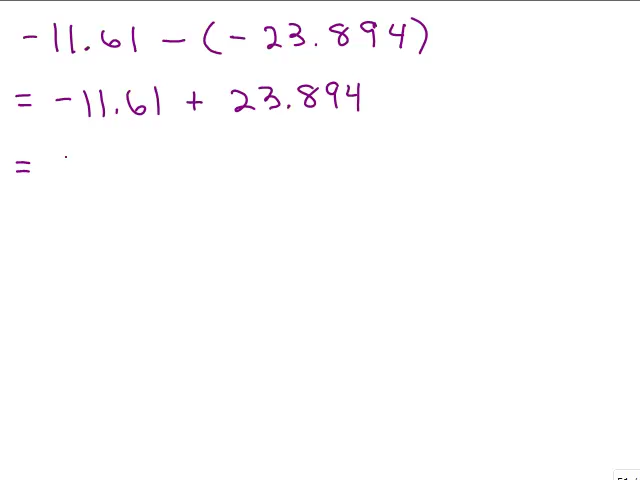 -11.61 - (-23.894)
= -11.61 + 23.894
=